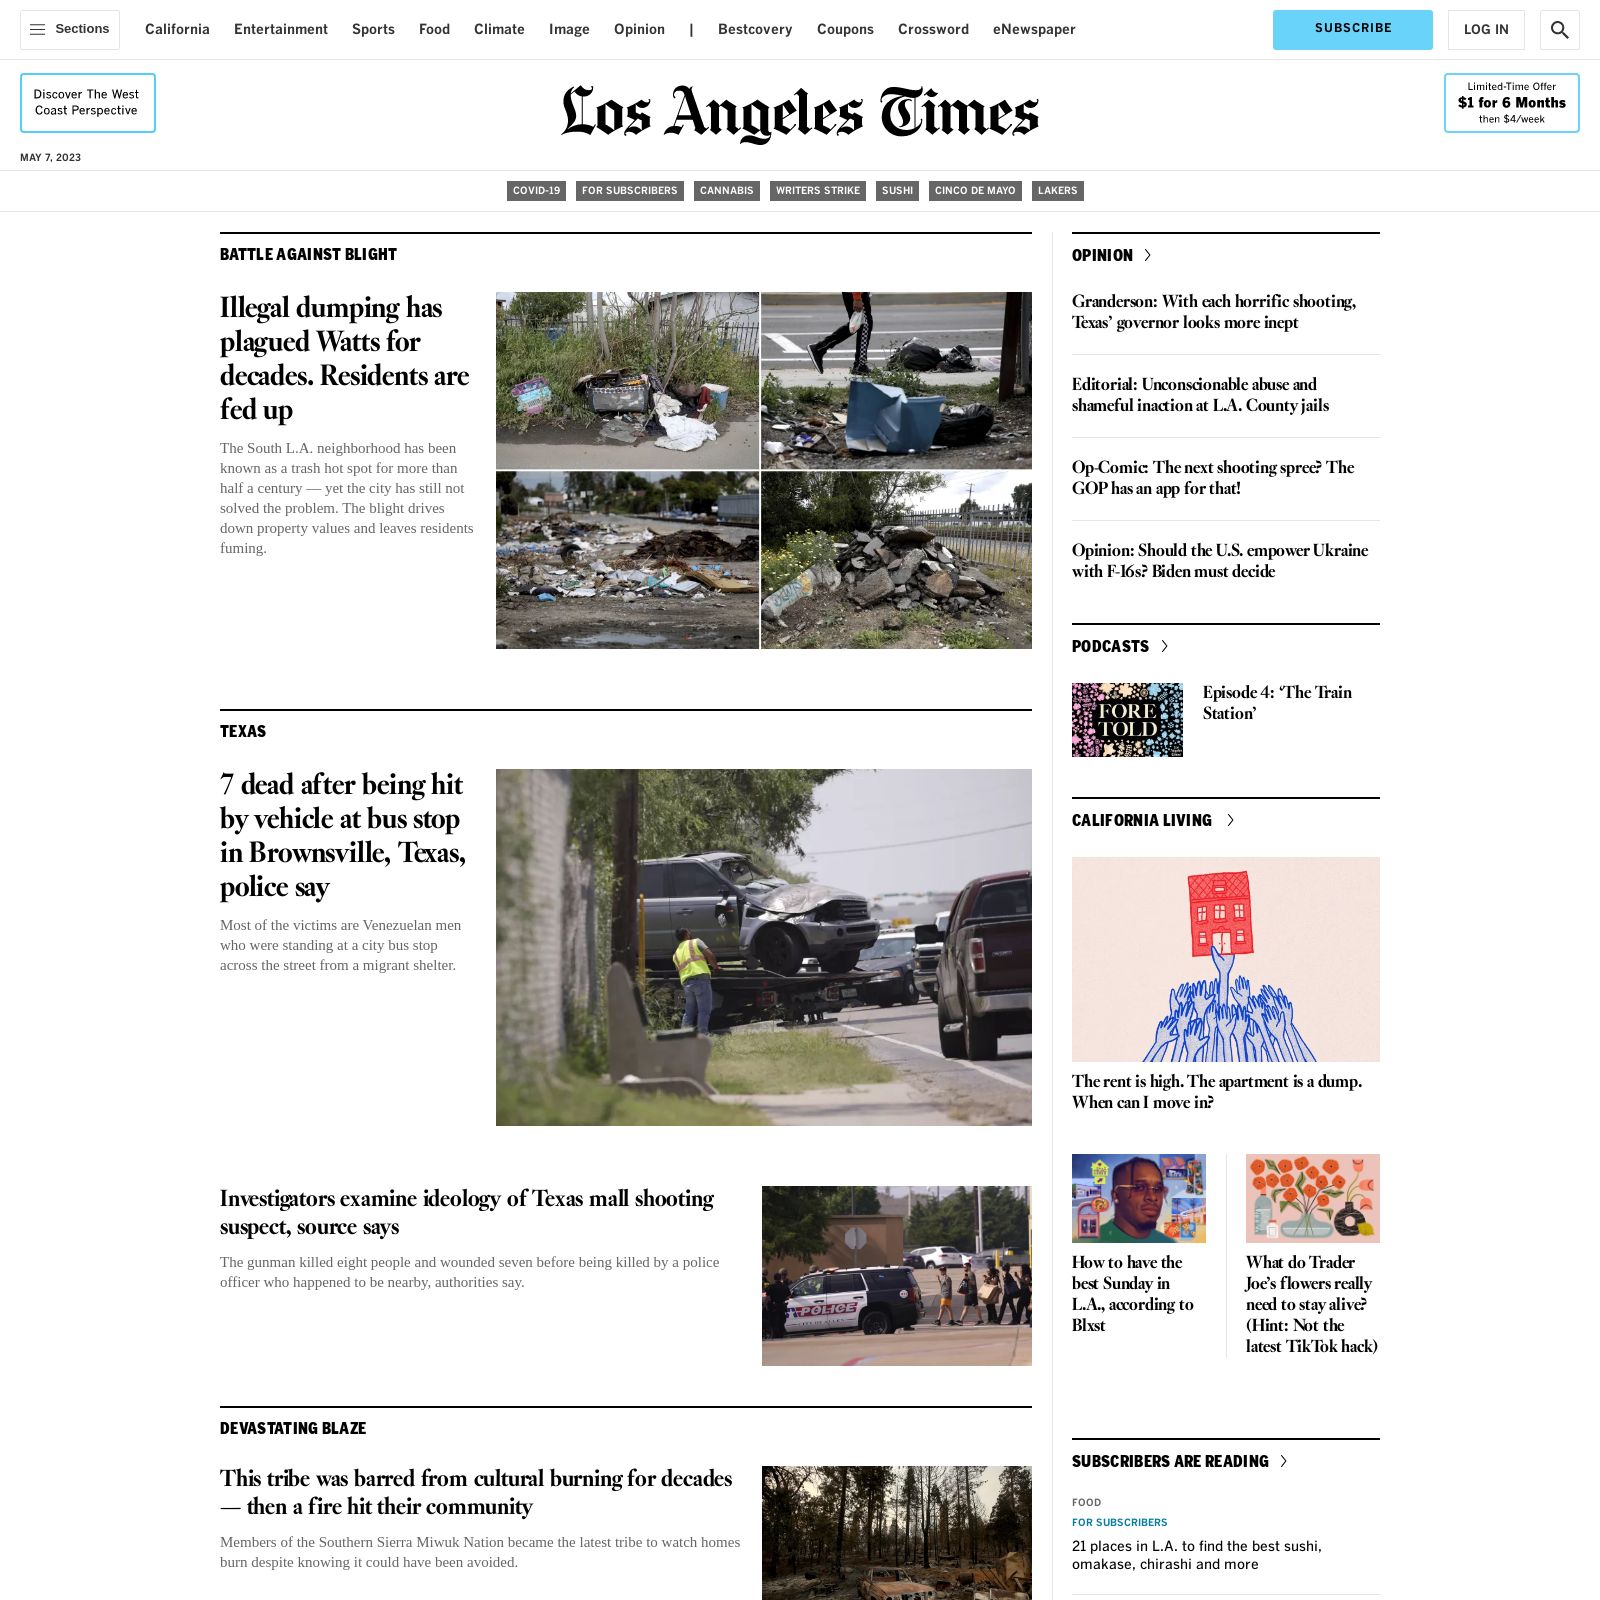 Sections
California
Entertainment
Sports
Food
Climate
Image
Opinion
|
Bestcovery
Coupons
Crossword
eNewspaper
SUBSCRIBE
LOG IN
Discover The West
Coast Perspective
Los Angeles Times
Limited-Time Offer
$1 for 6 Months
then $4/week
MAY 7, 2023
COVID-19
FOR SUBSCRIBERS
CANNABIS
WRITERS STRIKE
SUSHI
CINCO DE MAYO
LAKERS
BATTLE AGAINST BLIGHT
Illegal dumping has
plagued Watts for
decades. Residents are
fed up
The South L.A. neighborhood has been
known as a trash hot spot for more than
half a century — yet the city has still not
solved the problem. The blight drives
down property values and leaves residents
fuming.
TEXAS
7 dead after being hit
by vehicle at bus stop
in Brownsville, Texas,
police say
Most of the victims are Venezuelan men
who were standing at a city bus stop
across the street from a migrant shelter.
Investigators examine ideology of Texas mall shooting
suspect, source says
The gunman killed eight people and wounded seven before being killed by a police
officer who happened to be nearby, authorities say.
POLICE
DEVASTATING BLAZE
This tribe was barred from cultural burning for decades
— then a fire hit their community
Members of the Southern Sierra Miwuk Nation became the latest tribe to watch homes
burn despite knowing it could have been avoided.
OPINION
Granderson: With each horrific shooting,
Texas’ governor looks more inept
Editorial: Unconscionable abuse and
shameful inaction at L.A. County jails
Op-Comic: The next shooting spree? The
GOP has an app for that!
Opinion: Should the U.S. empower Ukraine
with F-16s? Biden must decide
PODCASTS
FORE
TOLD
Episode 4: ‘The Train
Station’
CALIFORNIA LIVING
The rent is high. The apartment is a dump.
When can I move in?
How to have the
best Sunday in
L.A., according to
Blxst
What do Trader
Joe’s flowers really
need to stay alive?
(Hint: Not the
latest TikTok hack)
SUBSCRIBERS ARE READING
FOOD
FOR SUBSCRIBERS
21 places in L.A. to find the best sushi,
omakase, chirashi and more